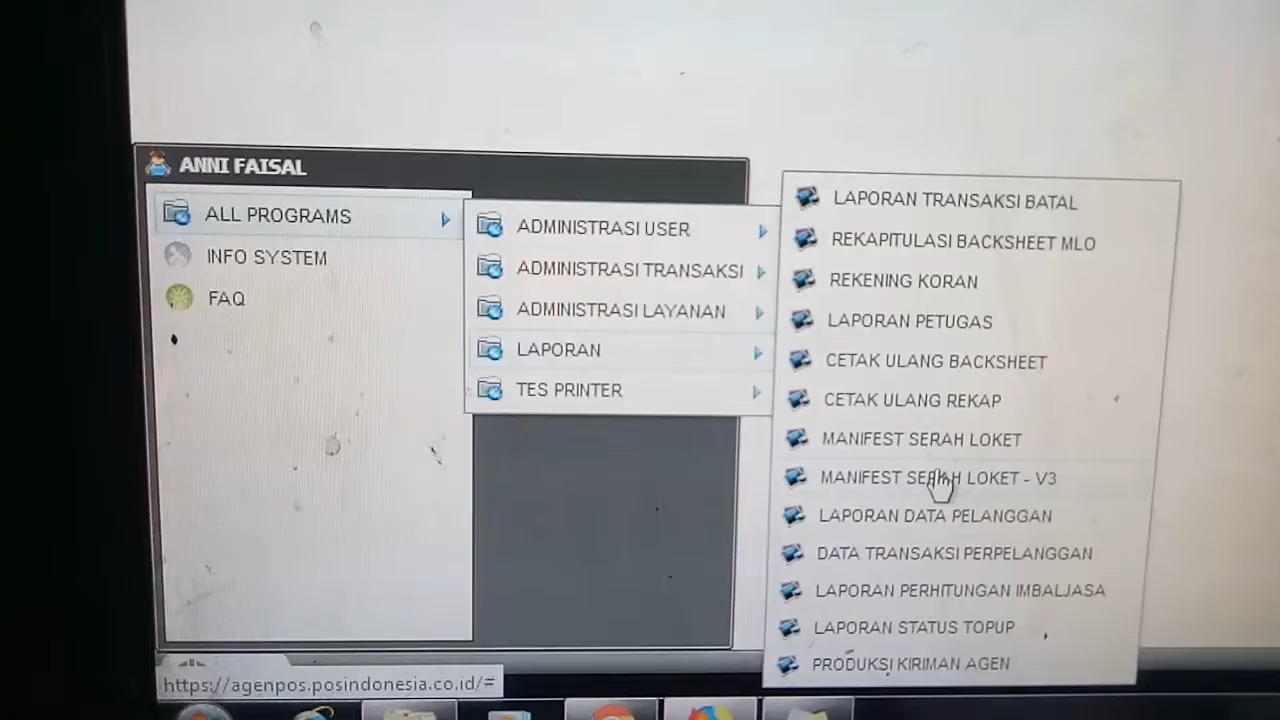 ANNI FAISAL
ALL PROGRAMS
INFO SYSTEM
FAQ
ADMINISTRASI USER
ADMINISTRASI TRANSAKSI
ADMINISTRASI LAYANAN
LAPORAN
TES PRINTER
LAPORAN TRANSAKSI BATAL
REKAPITULASI BACKSHEET MLO
REKENING KORAN
LAPORAN PETUGAS
CETAK ULANG BACKSHEET
CETAK ULANG REKAP
MANIFEST SERAH LOKET
MANIFEST SERAH LOKET - V3
LAPORAN DATA PELANGGAN
DATA TRANSAKSI PERPELANGGAN
LAPORAN PERHITUNGAN IMBALJASA
LAPORAN STATUS TOPUP
PRODUKSI KIRIMAN AGEN
https://agenpos.posindonesia.co.id/#